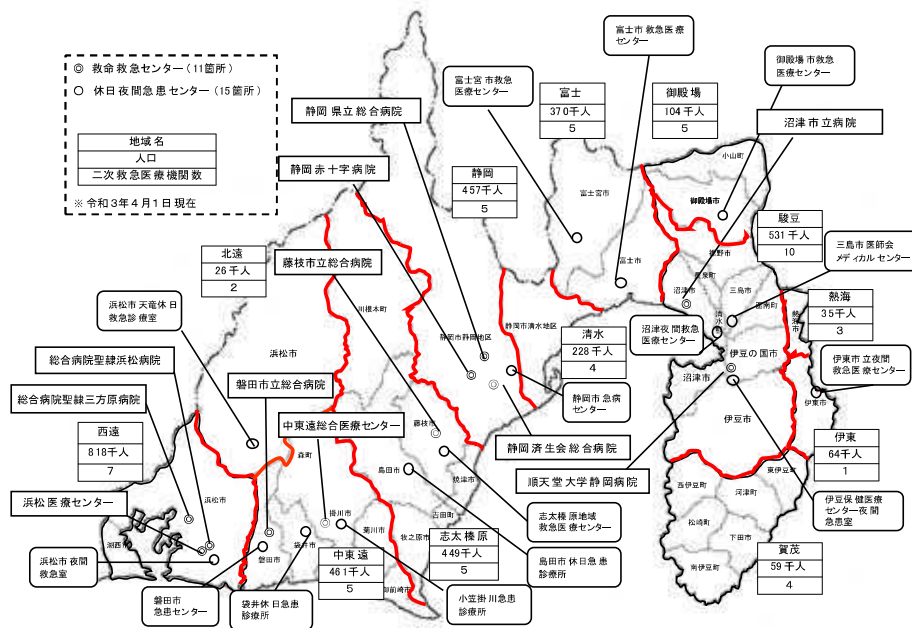 ◎ 救命救急センター(11箇所)
○ 休日夜間急患センター(15箇所)
地域名
人口
二次救急医療機関数
※ 令和3年4月1日現在
富士市救急医療
センター
富士宮市救急
医療センター
御殿場市救急
医療センター
静岡県立総合病院
富士
370千人
5
御殿場
104千人
5
沼津市立病院
静岡赤十字病院
静岡
457千人
5
小山町
富士宮市
御殿場市
駿豆
531千人
10
三島市医師会
メディカルセンター
北遠
26千人
2
藤枝市立総合病院
裾野市
富士市
長泉町
沼津市
三島市
函南町
清水町
熱海市
熱海
35千人
3
浜松市天竜休日
救急診療室
川根本町
静岡市清水地区
静岡市静岡地区
清水
228千人
4
沼津夜間救急
医療センター
浜松市
総合病院聖隷浜松病院
磐田市立総合病院
静岡市急病
センター
伊豆の国市
沼津市
伊東市立夜間
救急医療センター
総合病院聖隷三方原病院
中東遠総合医療センター
伊豆市
伊東市
西遠
818千人
7
藤枝市
静岡済生会総合病院
伊東
64千人
1
森町
島田市
焼津市
順天堂大学静岡病院
東伊豆町
西伊豆町
河津町
浜松医療センター
浜松市
掛川市
菊川市
吉田町
志太榛原地域
救急医療センター
伊豆保健医療
センター夜間
急患室
松崎町
下田市
湖西市
袋井市
磐田市
牧之原市
志太榛原
449千人
5
浜松市夜間
救急室
中東遠
461千人
5
島田市休日急患
診療所
賀茂
59千人
4
南伊豆町
御前崎市
磐田市
急患センター
袋井休日急患
診療所
小笠掛川急患
診療所